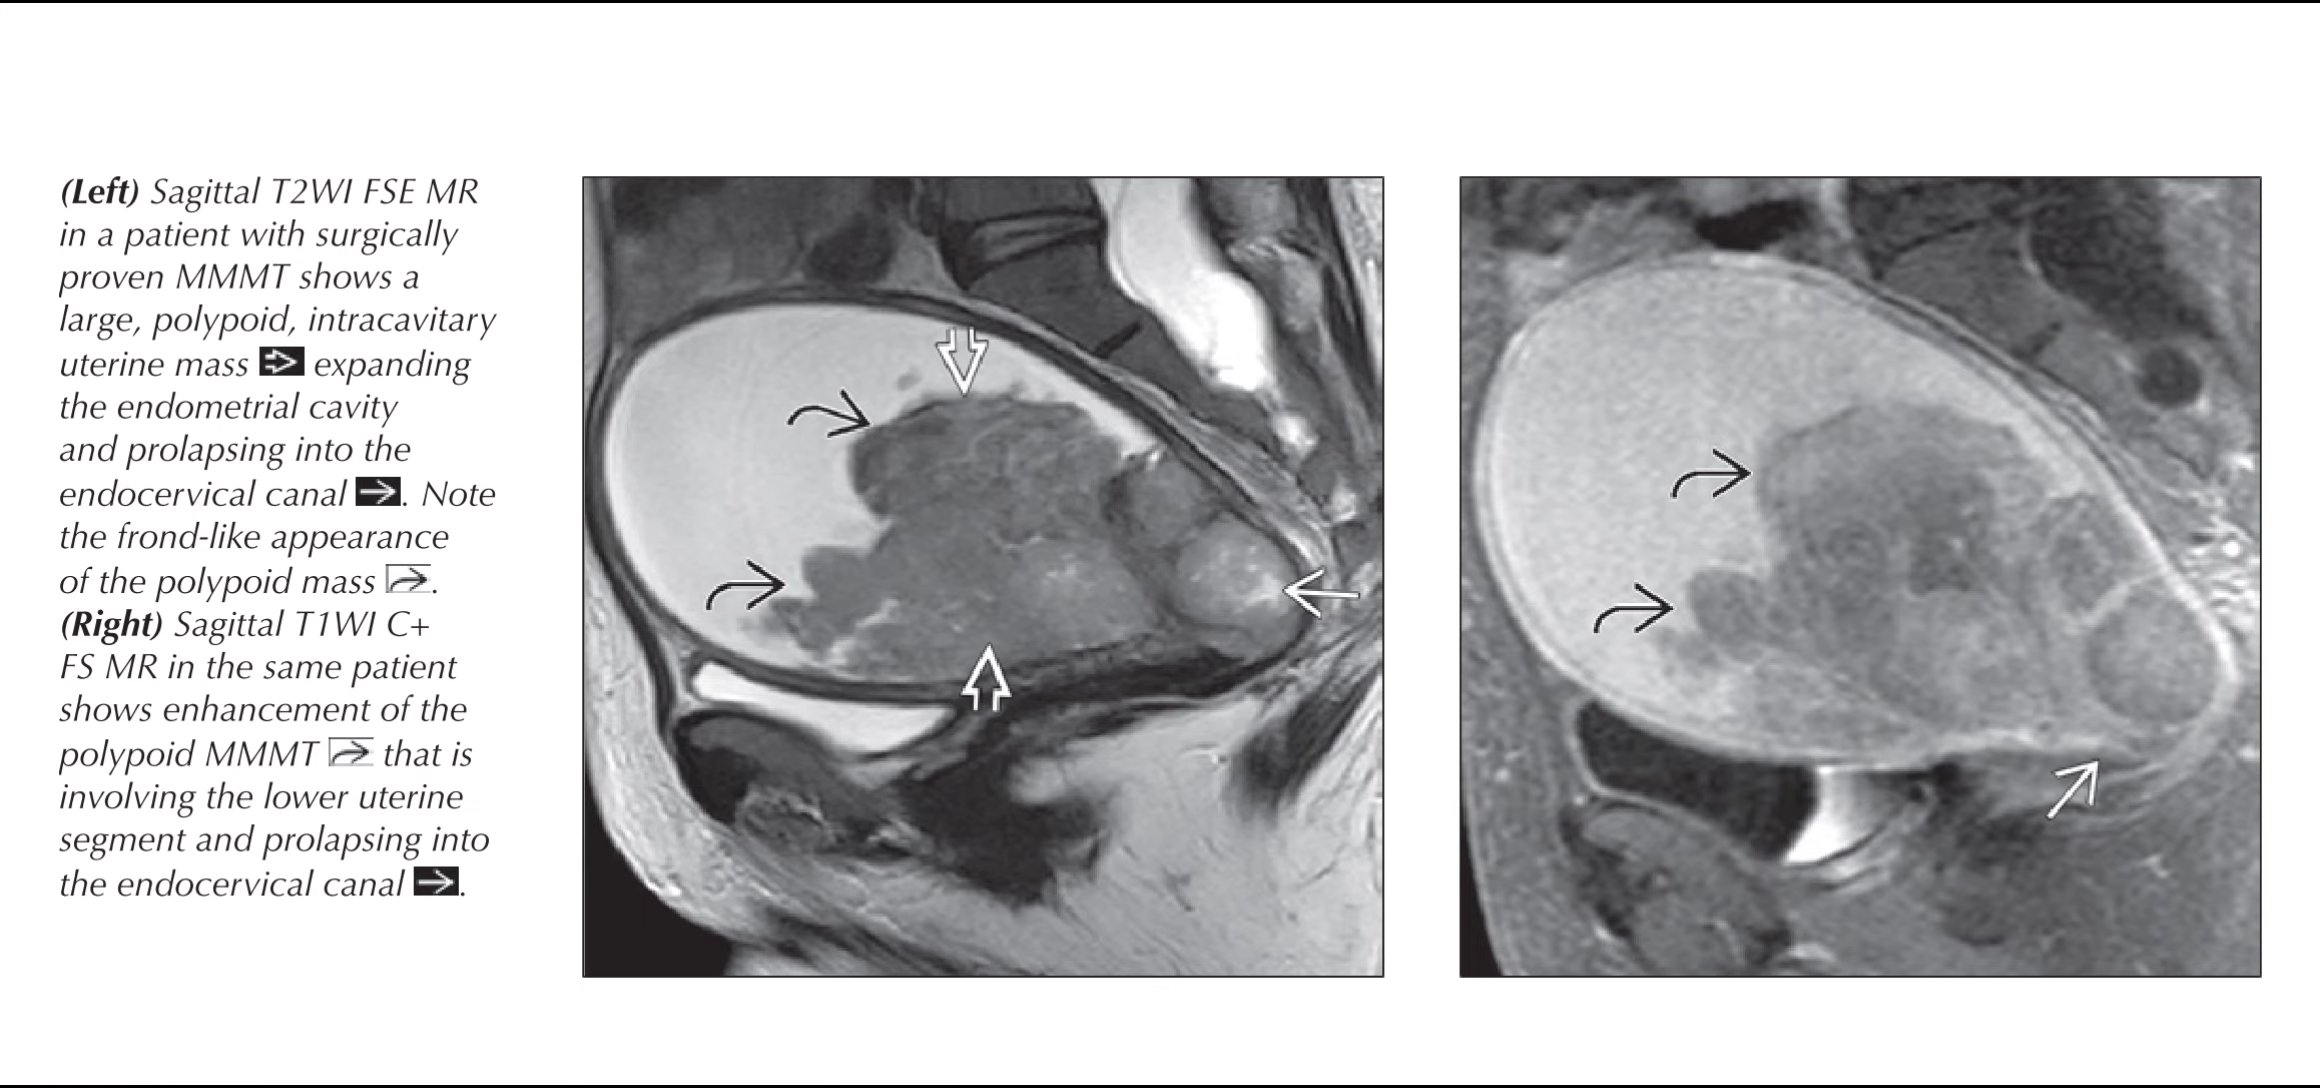 (Left) Sagittal T2WI FSE MR
in a patient with surgically
proven MMMT shows a
large, polypoid, intracavitary
uterine mass expanding
the endometrial cavity
and prolapsing into the
endocervical canal . Note
the frond-like appearance
of the polypoid mass .
(Right) Sagittal T1WI C+
FS MR in the same patient
shows enhancement of the
polypoid MMMT that is
involving the lower uterine
segment and prolapsing into
the endocervical canal .